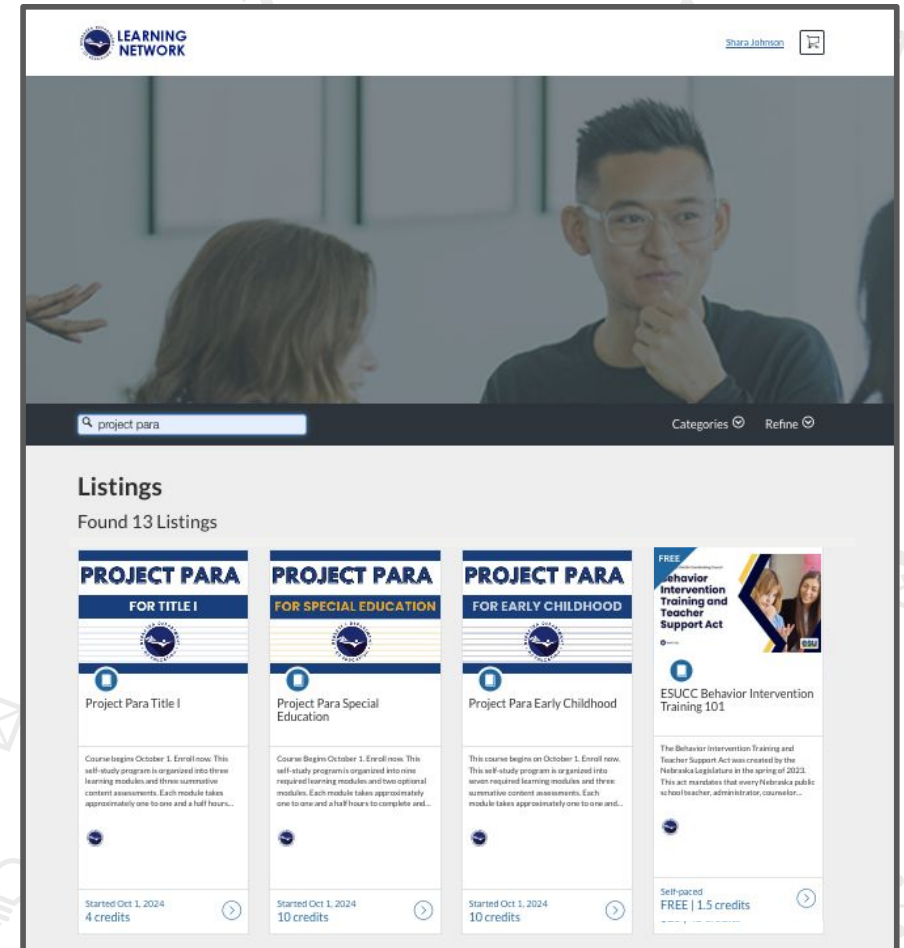 LEARNING
NETWORK
Shara Johnson
project para
Categories
Refine
Listings
Found 13 Listings
PROJECT PARA
FOR TITLE I
Project Para Title I
Course begins October 1. Enroll now. This
self-study program is organized into three
learning modules and three summative
content assessments. Each module takes
approximately one to one and a half hours...
Started Oct 1, 2024
4 credits
PROJECT PARA
FOR SPECIAL EDUCATION
Project Para Special
Education
Course Begins October 1. Enroll now. This
self-study program is organized into nine
required learning modules and two optional
modules. Each module takes approximately
one to one and a half hours to complete and...
Started Oct 1, 2024
10 credits
PROJECT PARA
FOR EARLY CHILDHOOD
Project Para Early Childhood
This course begins on October 1. Enroll now.
This self-study program is organized into
seven required learning modules and three
summative content assessments. Each
module takes approximately one to one and...
Started Oct 1, 2024
10 credits
FREE
ehavior
Intervention
Training and
Teacher
Support Act
esu
ESUCC Behavior Intervention
Training 101
The Behavior Intervention Training and
Teacher Support Act was created by the
Nebraska Legislature in the spring of 2023.
This act mandates that every Nebraska public
school teacher, administrator, counselor...
Self-paced
FREE | 1.5 credits